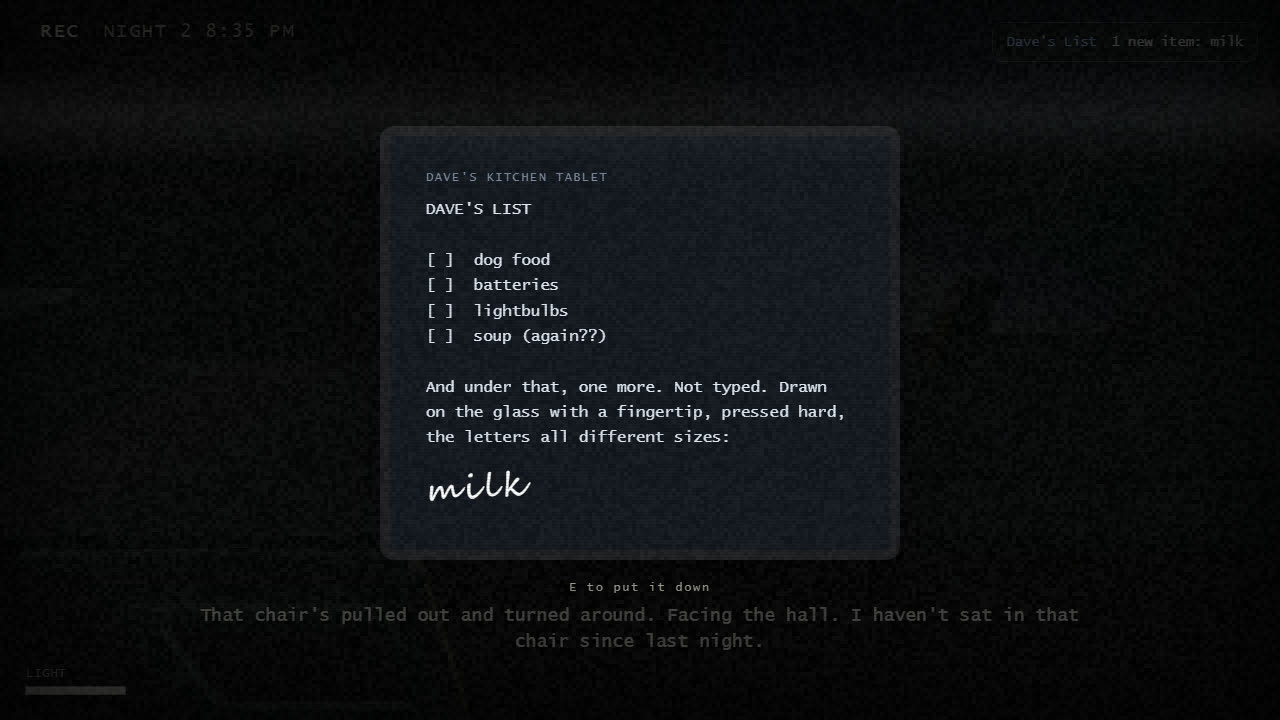 REC NIGHT 2 8:35 PM
Dave's List 1 new item: milk
DAVE'S KITCHEN TABLET
DAVE'S LIST
[ ] dog food
[ ] batteries
[ ] lightbulbs
[ ] soup (again??)
And under that, one more. Not typed. Drawn
on the glass with a fingertip, pressed hard,
the letters all different sizes:
milk
E to put it down
That chair's pulled out and turned around. Facing the hall. I haven't sat in that
chair since last night.
LIGHT